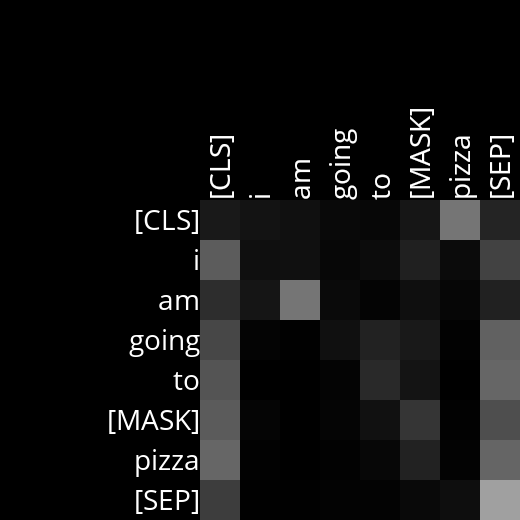 [CLS] i am going to [MASK] pizza [SEP]
[CLS]
i
am
going
to
[MASK]
pizza
[SEP]